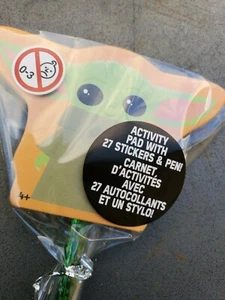 0-3
ACTIVITY
PAD WITH
27 STICKERS & PEN!
CARNET
D'ACTIVITÉS
AVEC
27 AUTOCOLLANTS
ET UN STYLO!